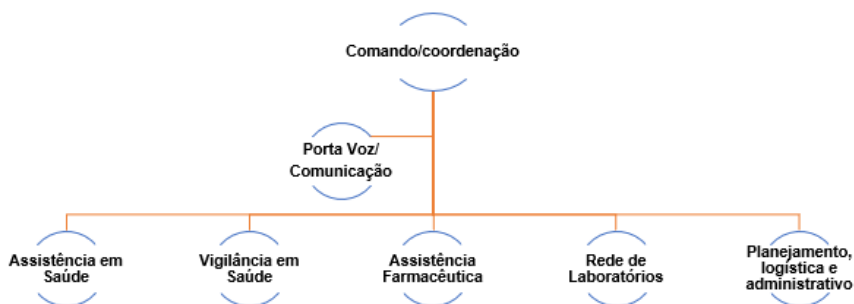 Comando/coordenação
Porta Voz/
Comunicação
Assistência em
Saúde
Vigilância em
Saúde
Assistência
Farmacêutica
Rede de
Laboratórios
Planejamento,
logística e
administrativo